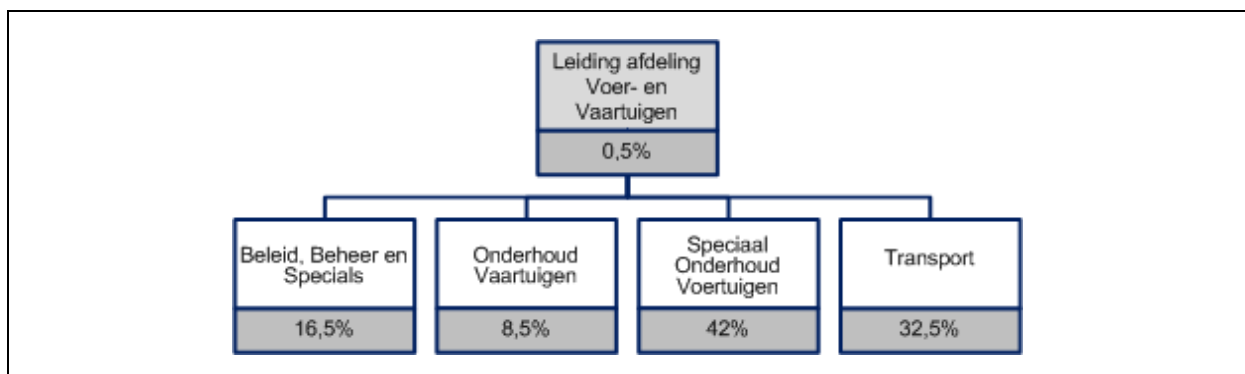 Leiding afdeling
Voer- en
Vaartuigen
0,5%
Beleid, Beheer en
Specials
16,5%
Onderhoud
Vaartuigen
8,5%
Speciaal
Onderhoud
Voertuigen
42%
Transport
32,5%